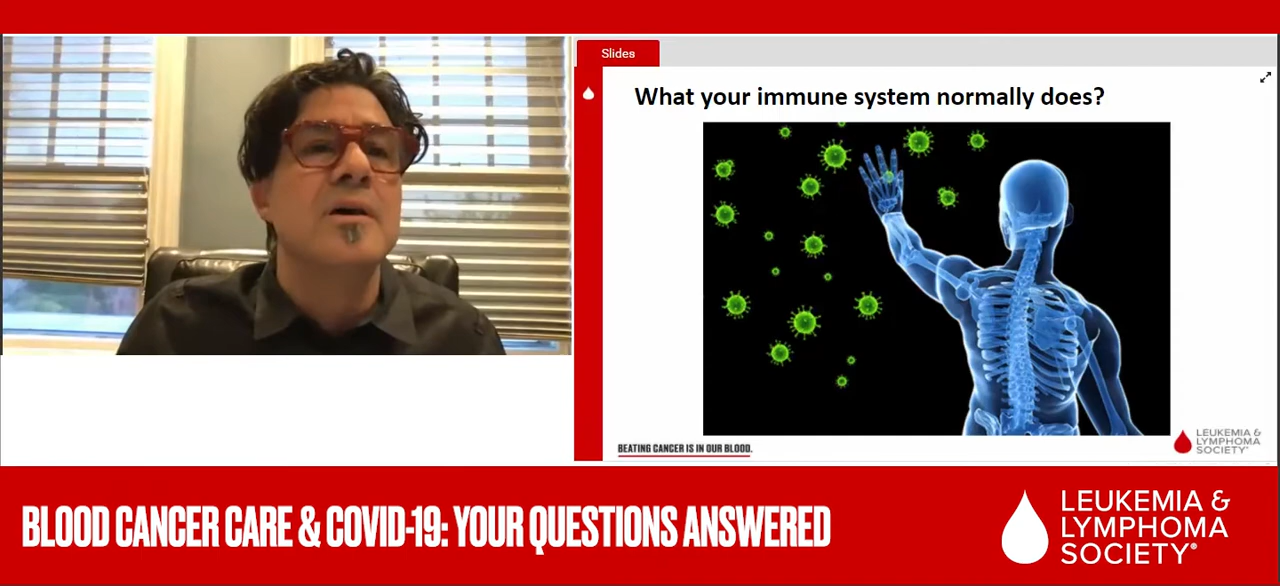 Slides
What your immune system normally does?
BEATING CANCER IS IN OUR BLOOD.
LEUKEMIA &
LYMPHOMA
SOCIETY®
BLOOD CANCER CARE & COVID-19: YOUR QUESTIONS ANSWERED
LEUKEMIA &
LYMPHOMA
SOCIETY®